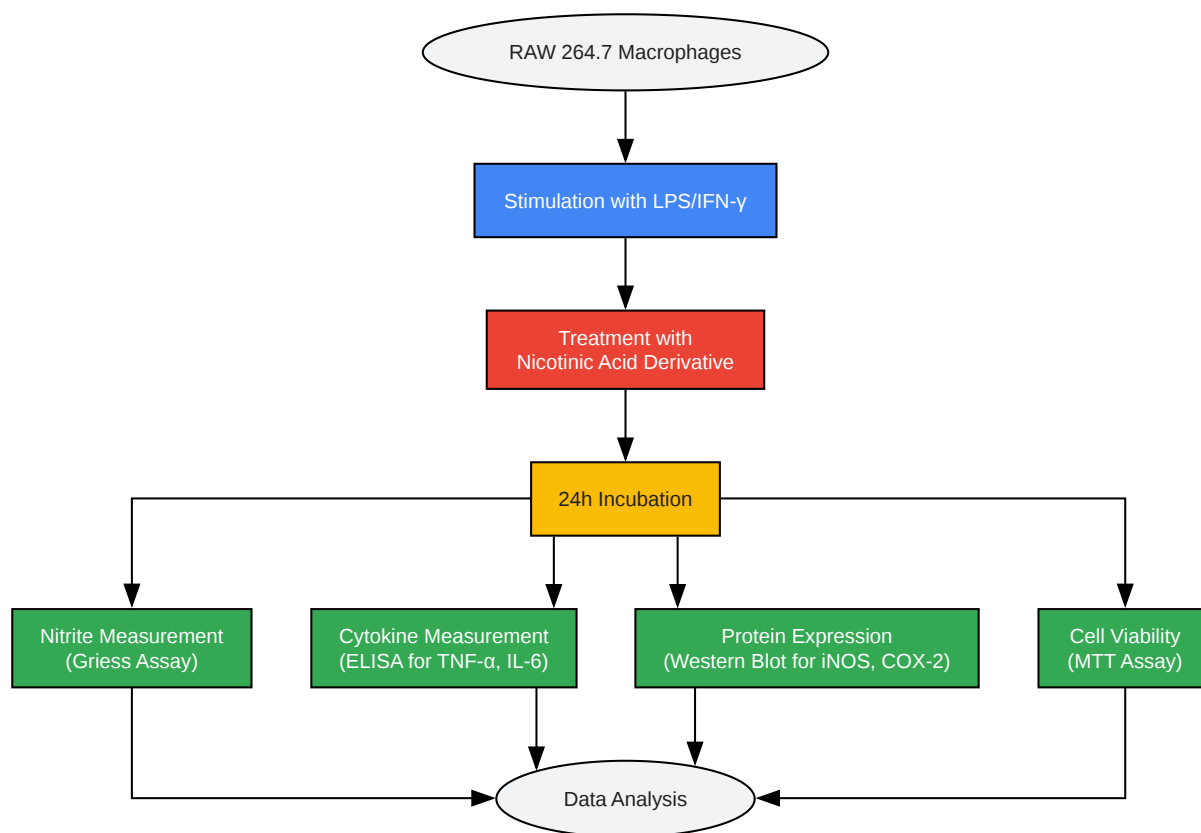 RAW 264.7 Macrophages
Stimulation with LPS/IFN-γ
Treatment with
Nicotinic Acid Derivative
24h Incubation
Nitrite Measurement
(Griess Assay)
Cytokine Measurement
(ELISA for TNF-α, IL-6)
Protein Expression
(Western Blot for iNOS, COX-2)
Cell Viability
(MTT Assay)
Data Analysis